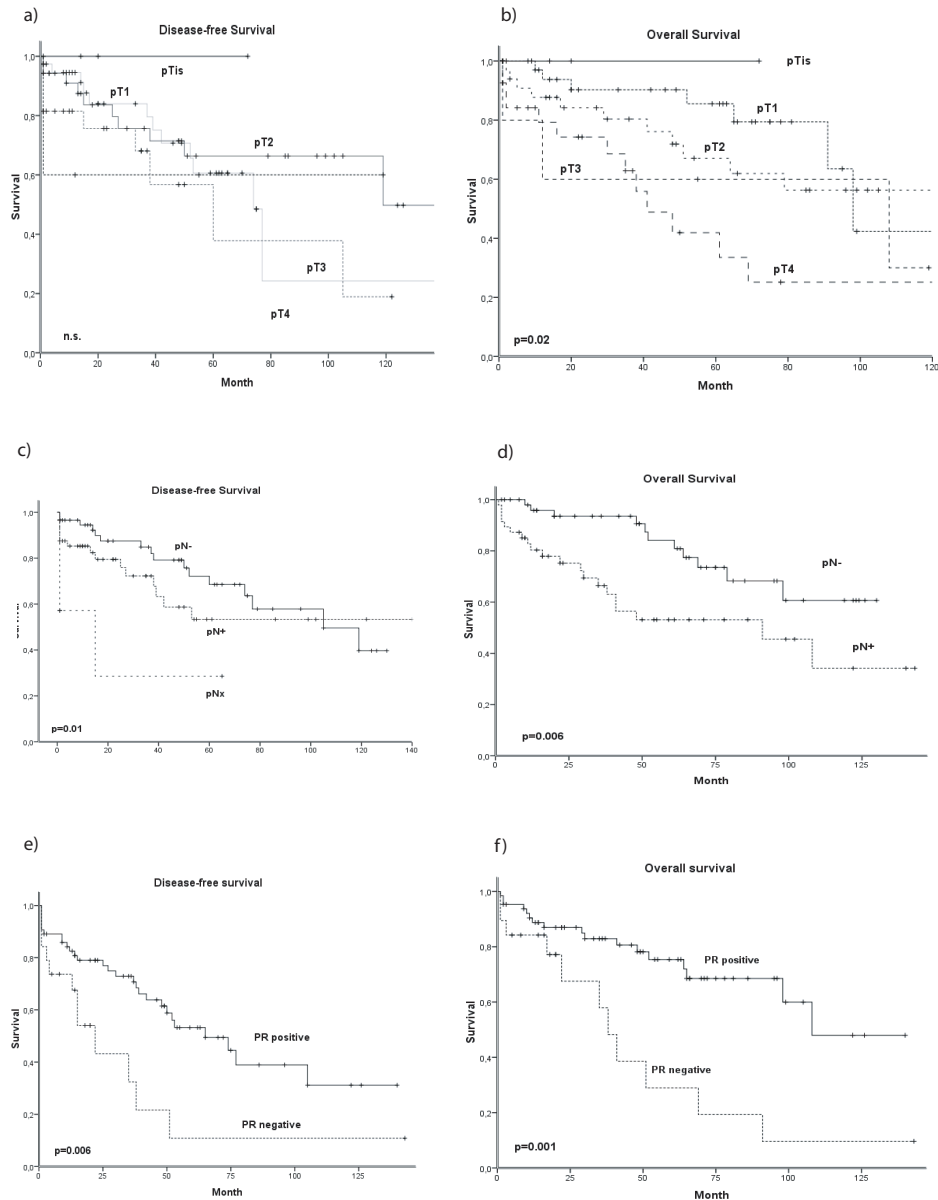 a)
Disease-free Survival
1,0
0,8
0,6
0,4
0,2
0,0
Survival
pTis
pT1
pT2
pT3
pT4
n.s.
0 20 40 60 80 100 120
Month
b)
Overall Survival
1,0
0,8
0,6
0,4
0,2
0,0
Survival
pTis
pT1
pT2
pT3
pT4
p=0.02
0 20 40 60 80 100 120
Month
c)
Disease-free Survival
1,0
0,8
0,6
0,4
0,2
0,0
pN-
pN+
pNx
p=0.01
0 20 40 60 80 100 120 140
d)
Overall Survival
1,0
0,8
0,6
0,4
0,2
0,0
Survival
pN-
pN+
p=0.006
0 25 50 75 100 125
Month
e)
Disease-free survival
1,0
0,8
0,6
0,4
0,2
0,0
Survival
PR positive
PR negative
p=0.006
0 25 50 75 100 125
Month
f)
Overall survival
1,0
0,8
0,6
0,4
0,2
0,0
Survival
PR positive
PR negative
p=0.001
0 25 50 75 100 125
Month